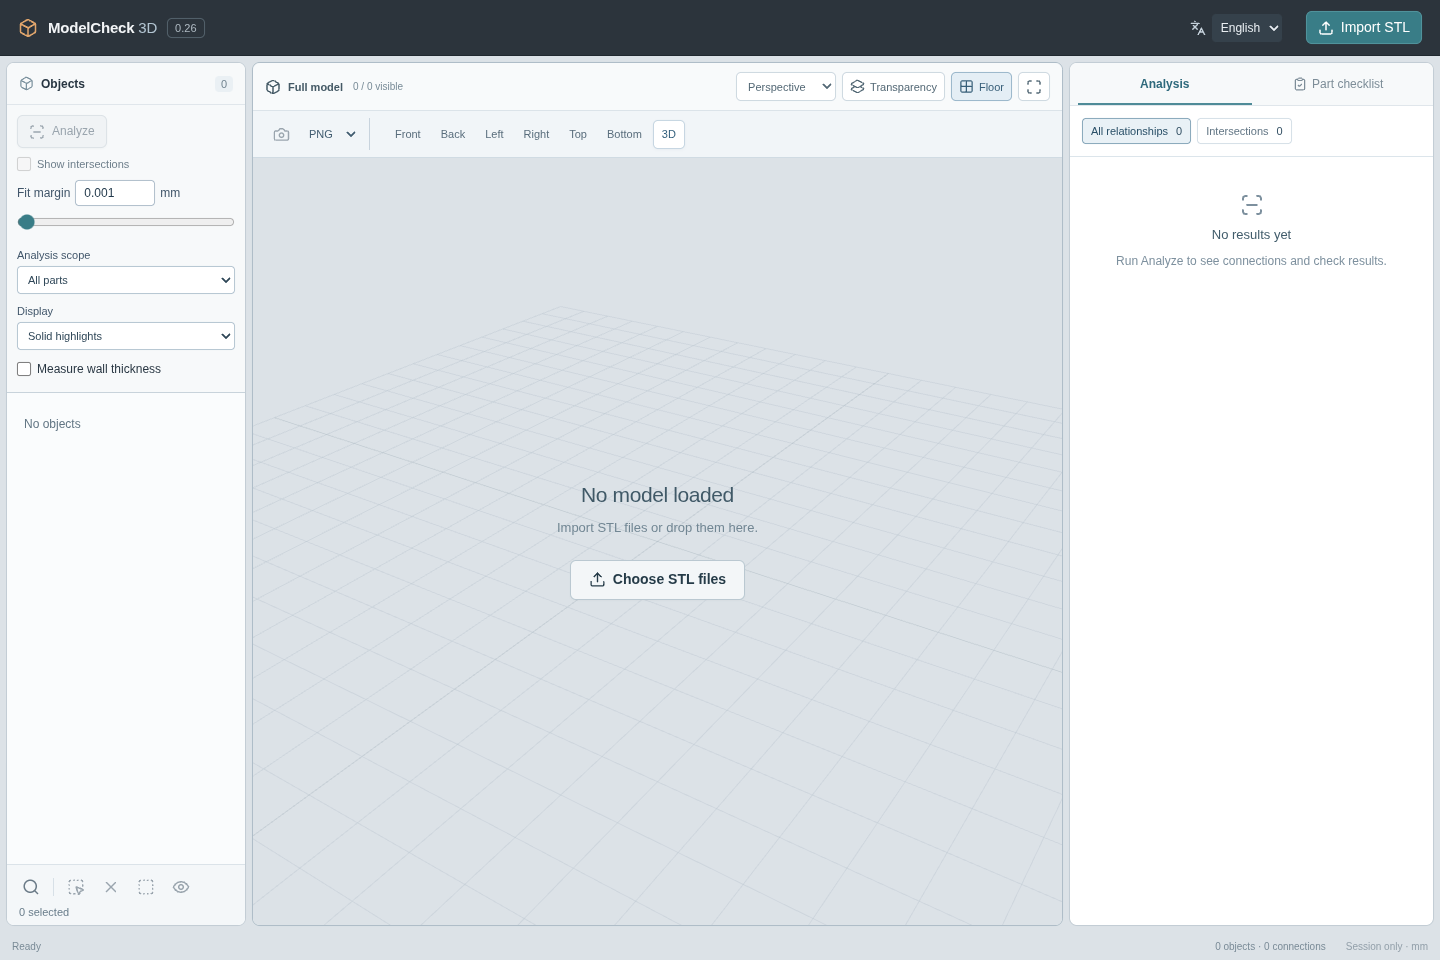 ModelCheck 3D 0.26
English
Import STL
Objects 0
Analyze
Show intersections
Fit margin 0.001 mm
Analysis scope
All parts
Display
Solid highlights
Measure wall thickness
No objects
0 selected
Full model 0 / 0 visible
Perspective
Transparency
Floor
PNG
Front Back Left Right Top Bottom 3D
No model loaded
Import STL files or drop them here.
Choose STL files
Analysis
Part checklist
All relationships 0
Intersections 0
No results yet
Run Analyze to see connections and check results.
Ready
0 objects · 0 connections
Session only · mm